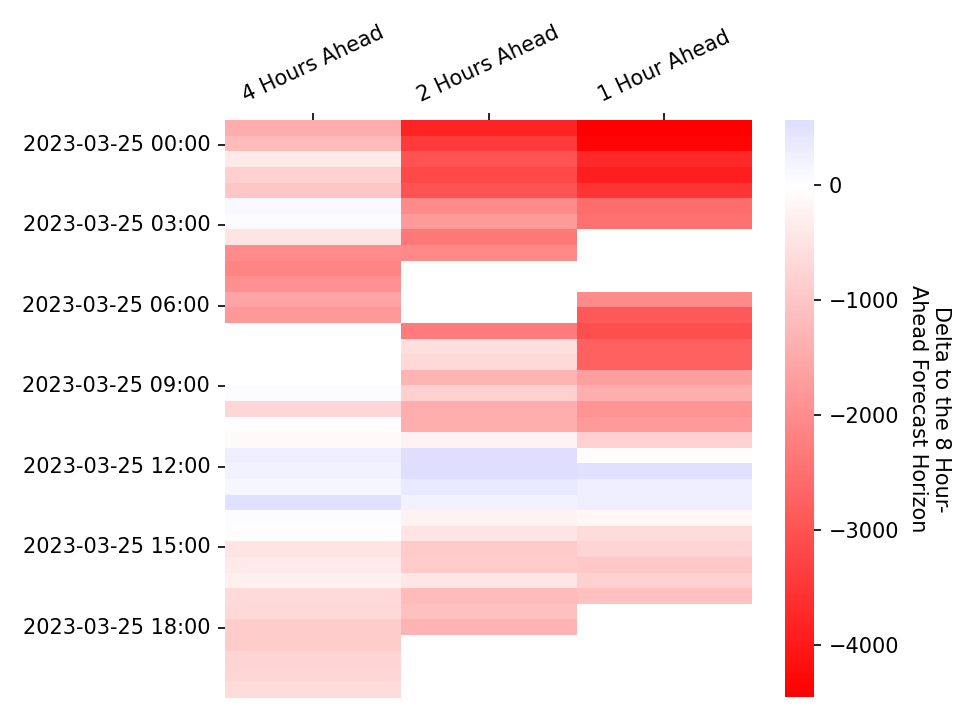 4 Hours Ahead
2 Hours Ahead
1 Hour Ahead
2023-03-25 00:00
2023-03-25 03:00
2023-03-25 06:00
2023-03-25 09:00
2023-03-25 12:00
2023-03-25 15:00
2023-03-25 18:00
0
−1000
−2000
−3000
−4000
Delta to the 8 Hour-
Ahead Forecast Horizon